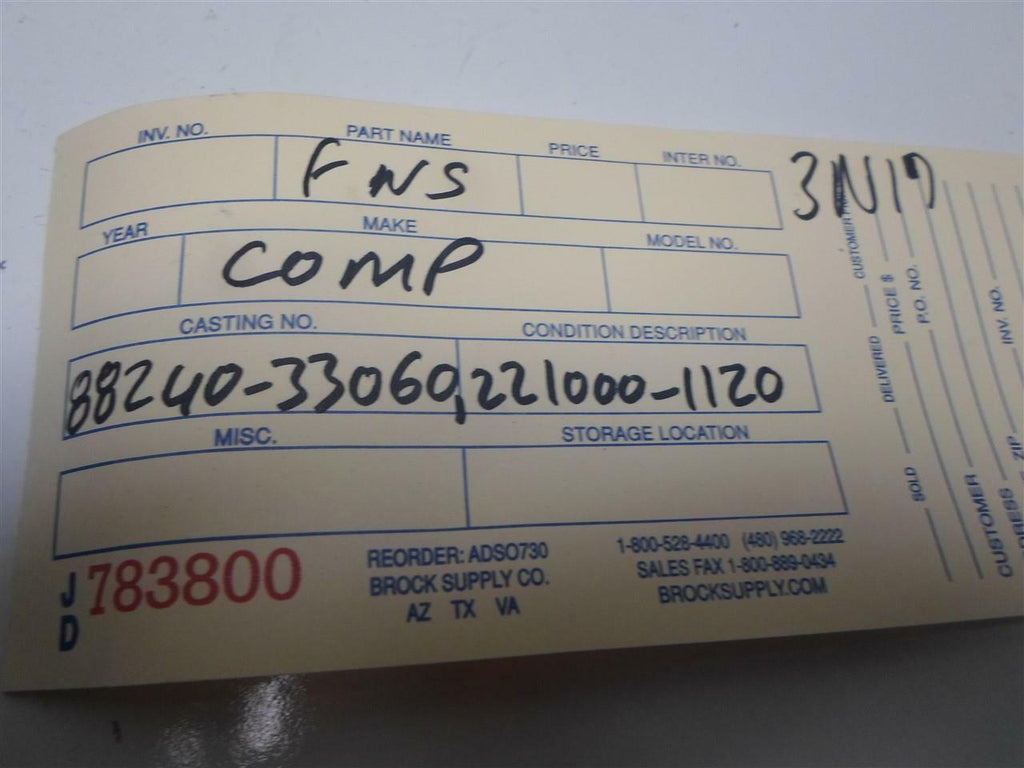 INV. NO. PART NAME PRICE INTER NO.
FNS 3N17
YEAR MAKE MODEL NO.
COMP
CASTING NO. CONDITION DESCRIPTION
88240-33060,221000-1120
MISC. STORAGE LOCATION
JD 783800
REORDER: ADSO730
BROCK SUPPLY CO.
AZ TX VA
1-800-528-4400 (480) 968-2222
SALES FAX 1-800-889-0434
BROCKSUPPLY.COM
SOLD DELIVERED CUSTOMER
PRICE $
P.O. NO.
CUSTOMER
INV. NO.
ZIP